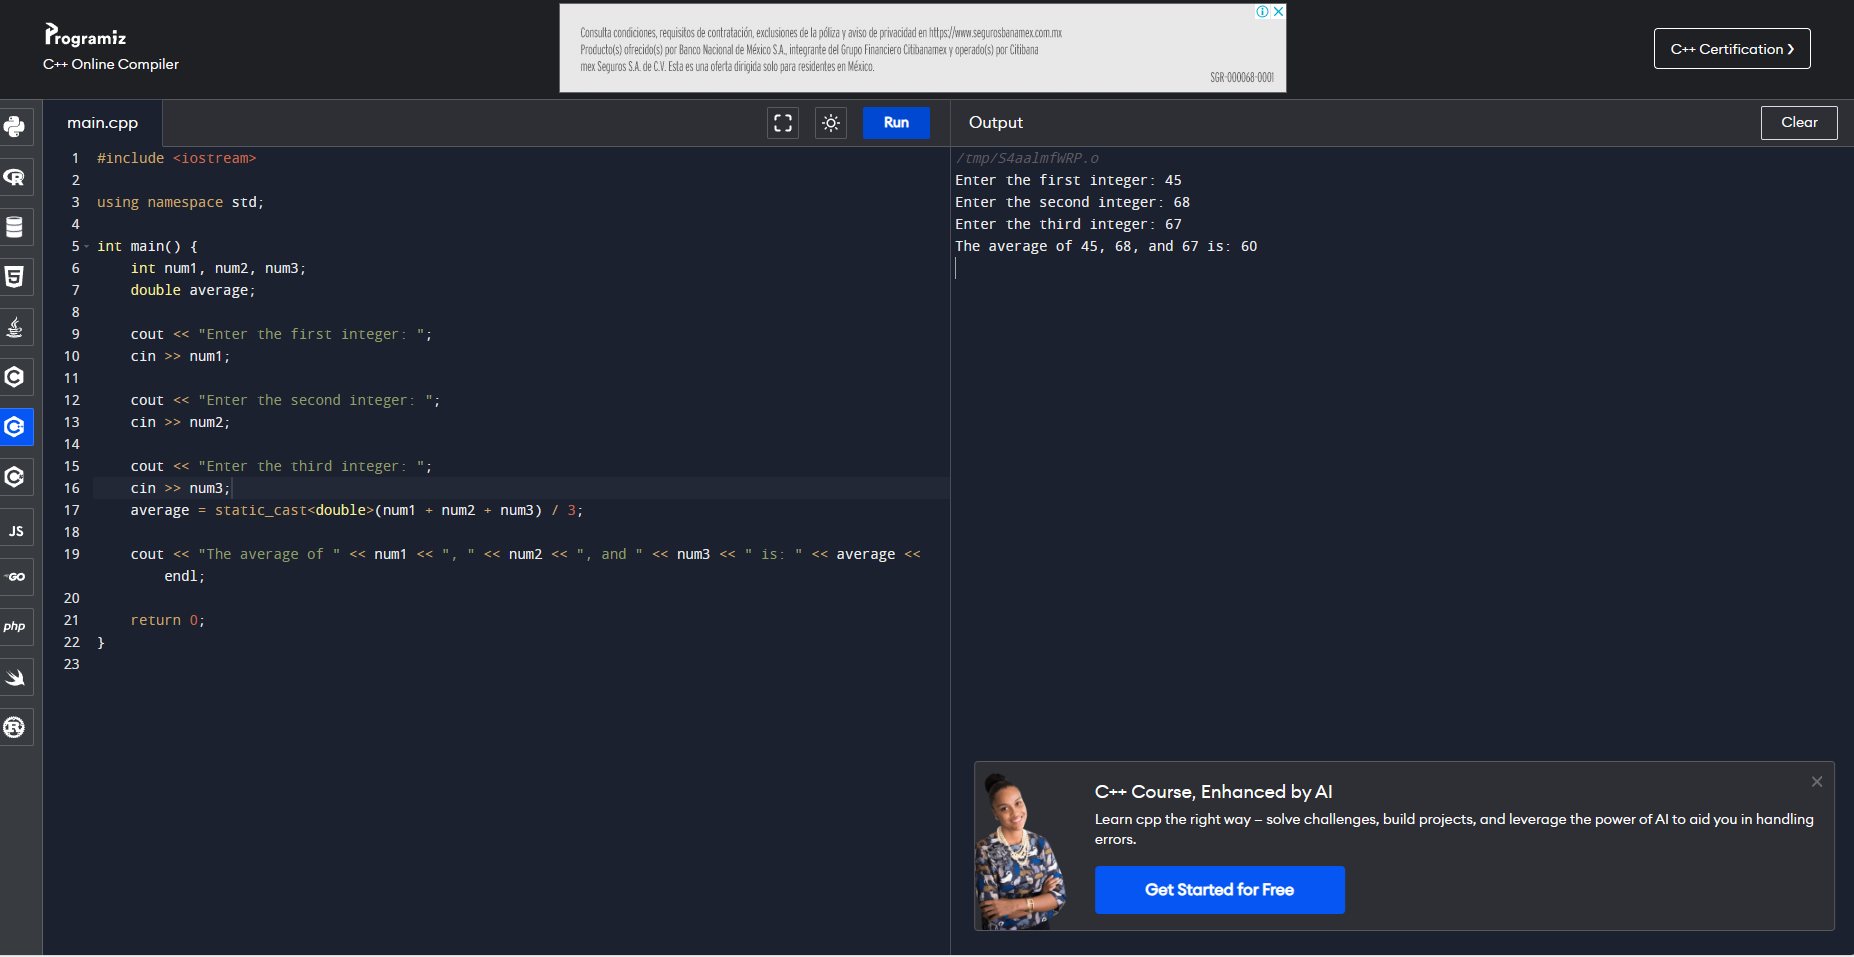 Programiz
C++ Online Compiler
Consulta condiciones, requisitos de contratación, exclusiones de la póliza y aviso de privacidad en https://www.segurosbanamex.com.mx
Producto(s) ofrecido(s) por Banco Nacional de México S.A., integrante del Grupo Financiero Citibanamex y operado(s) por Citibana
mex Seguros S.A. de C.V. Esta es una oferta dirigida solo para residentes en México.
SGR-000068-0001
C++ Certification
main.cpp
Run
1 #include <iostream>
2
3 using namespace std;
4
5 int main() {
6 int num1, num2, num3;
7 double average;
8
9 cout << "Enter the first integer: ";
10 cin >> num1;
11
12 cout << "Enter the second integer: ";
13 cin >> num2;
14
15 cout << "Enter the third integer: ";
16 cin >> num3;
17 average = static_cast<double>(num1 + num2 + num3) / 3;
18
19 cout << "The average of " << num1 << ", " << num2 << ", and " << num3 << " is: " << average <<
endl;
20
21 return 0;
22 }
23
JS
GO
php
Output
Clear
/tmp/S4aalmfWRP.o
Enter the first integer: 45
Enter the second integer: 68
Enter the third integer: 67
The average of 45, 68, and 67 is: 60
C++ Course, Enhanced by AI
Learn cpp the right way – solve challenges, build projects, and leverage the power of AI to aid you in handling
errors.
Get Started for Free